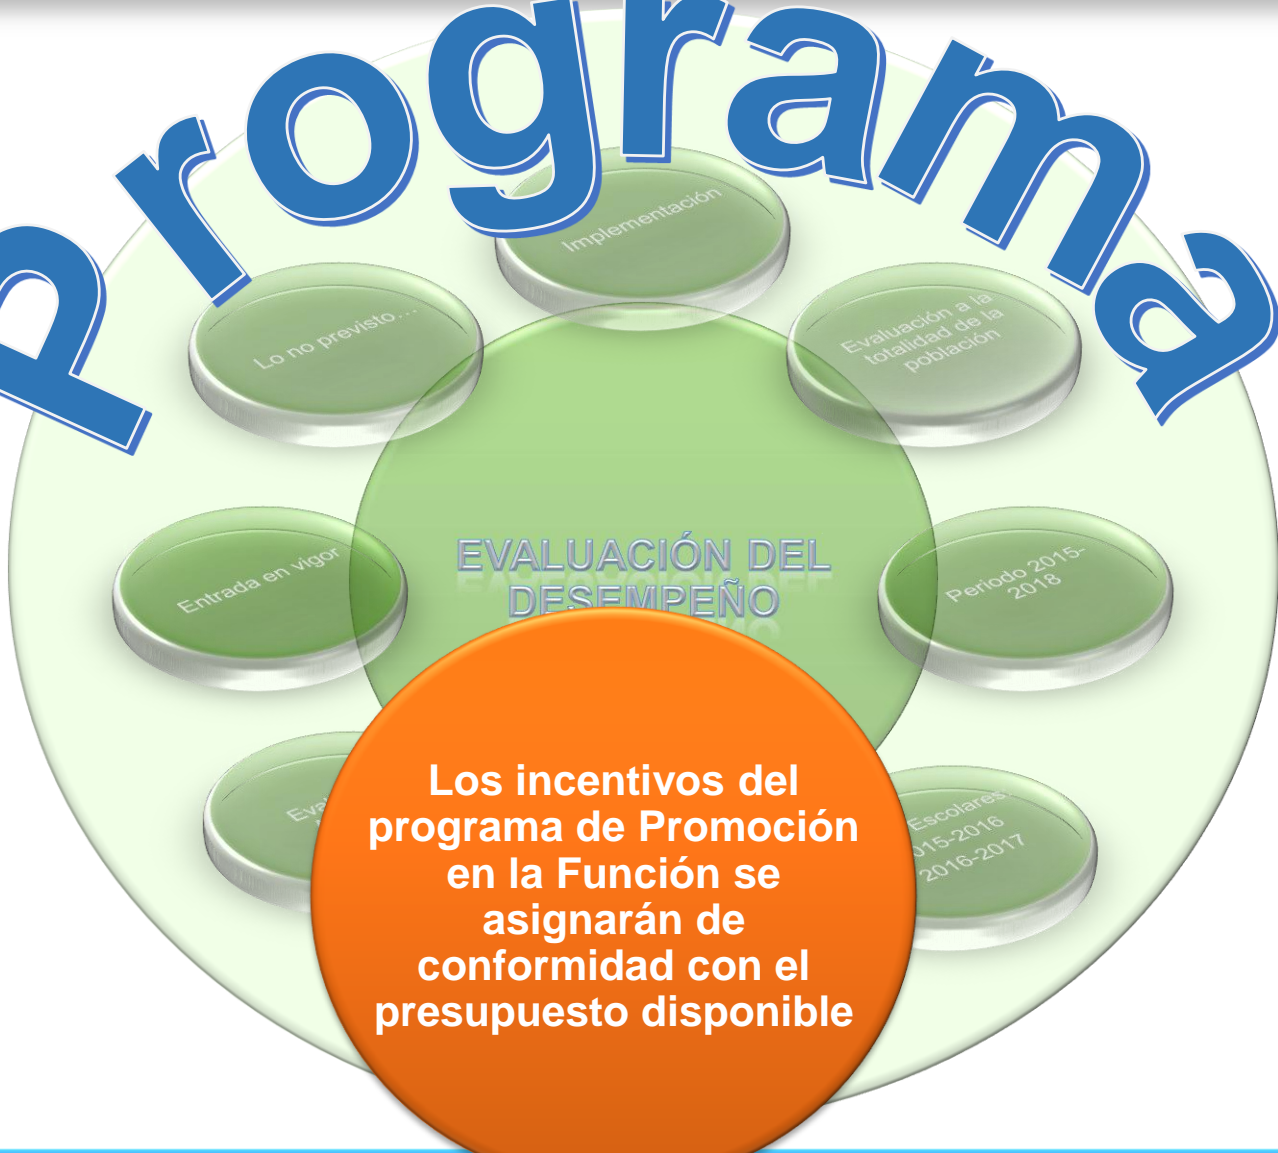 Programa
Implementación
Lo no previsto…
Evaluación a la
totalidad de la
población
EVALUACIÓN DEL
DESEMPEÑO
Entrada en vigor
Periodo 2015-
2018
Escolares:
2016-2017
Los incentivos del
programa de Promoción
en la Función se
asignarán de
conformidad con el
presupuesto disponible